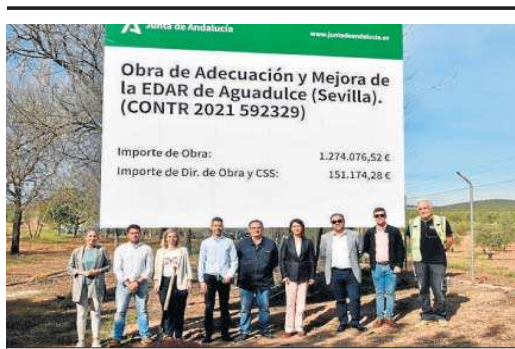 Junta de Andalucía
www.juntadeandalucia.es
Obra de Adecuación y Mejora de
la EDAR de Aguadulce (Sevilla).
(CONTR 2021 592329)
Importe de Obra: 1.274.076,52 €
Importe de Dir. de Obra y CSS: 151.174,28 €